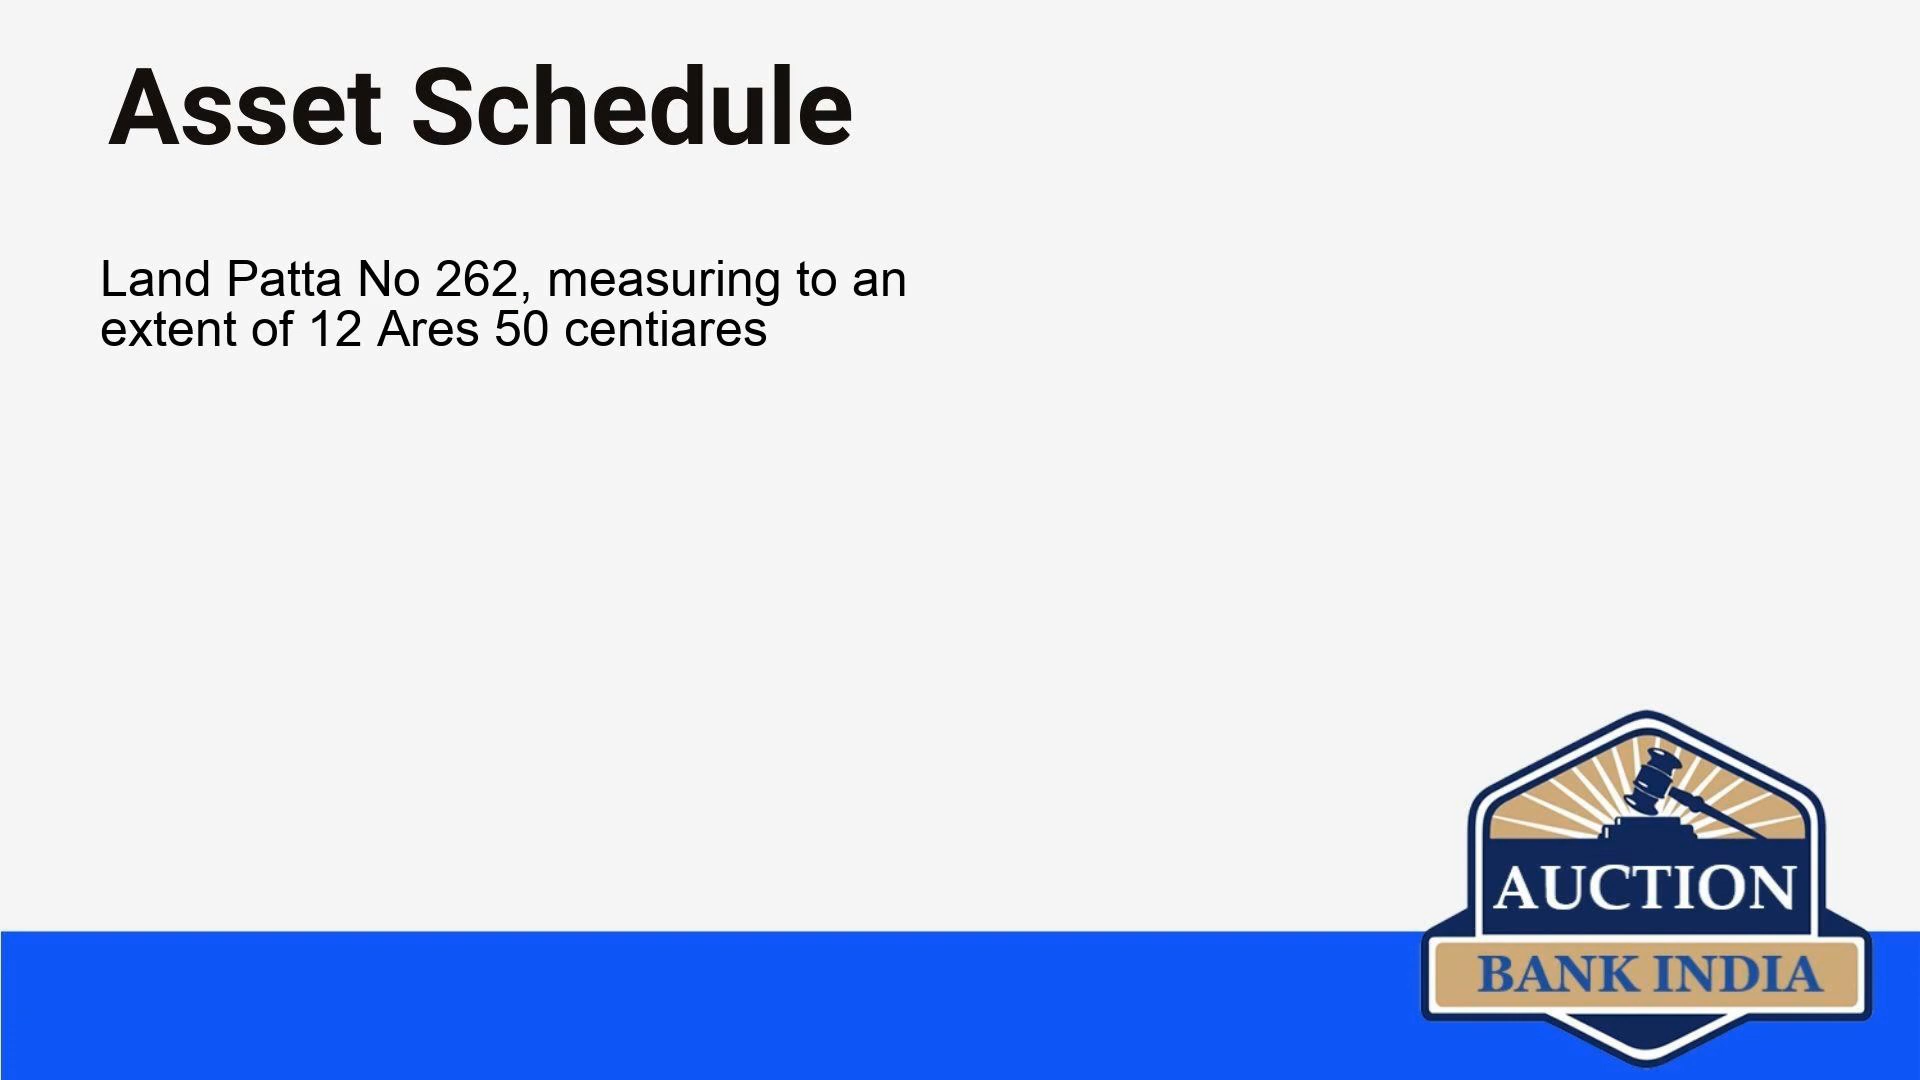 Asset Schedule
Land Patta No 262, measuring to an
extent of 12 Ares 50 centiares
AUCTION
BANK INDIA